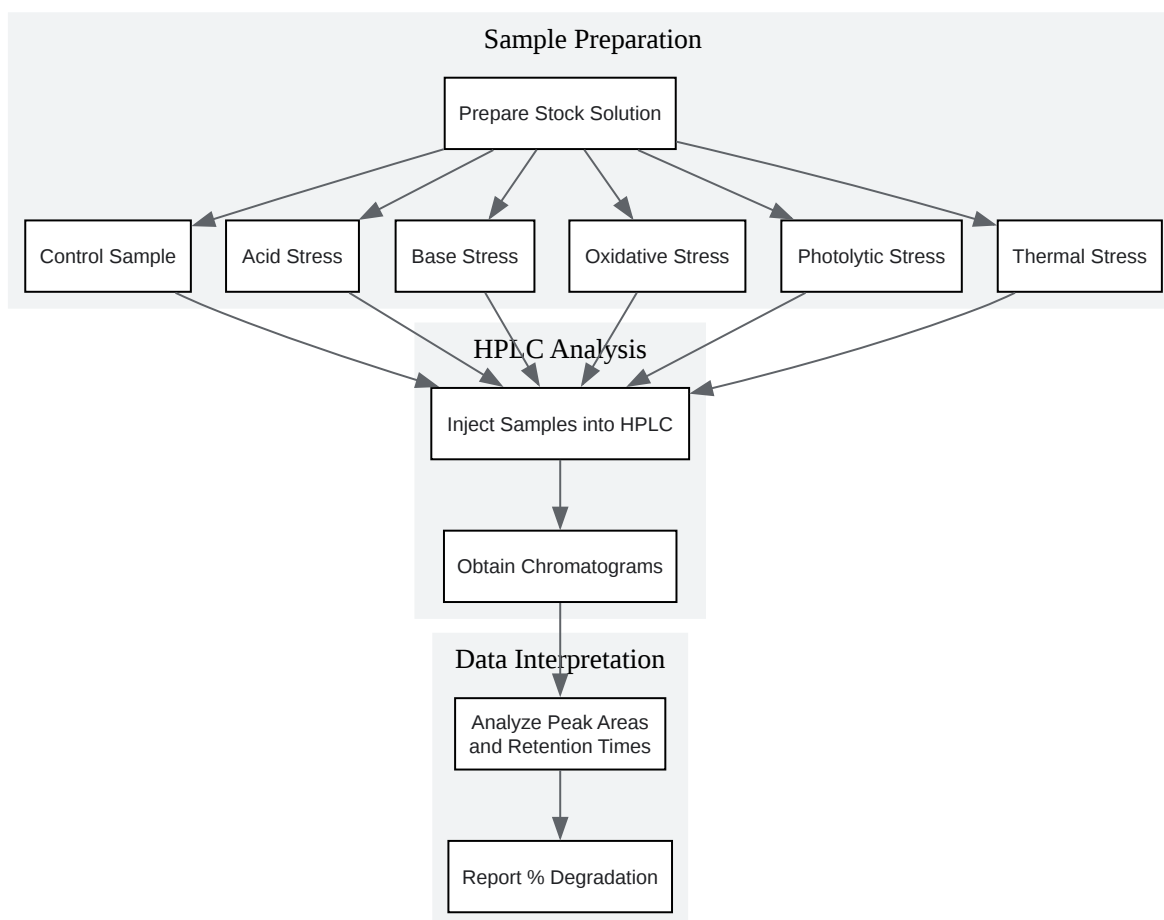 Sample Preparation
Prepare Stock Solution
Control Sample
Acid Stress
Base Stress
Oxidative Stress
Photolytic Stress
Thermal Stress
HPLC Analysis
Inject Samples into HPLC
Obtain Chromatograms
Data Interpretation
Analyze Peak Areas
and Retention Times
Report % Degradation